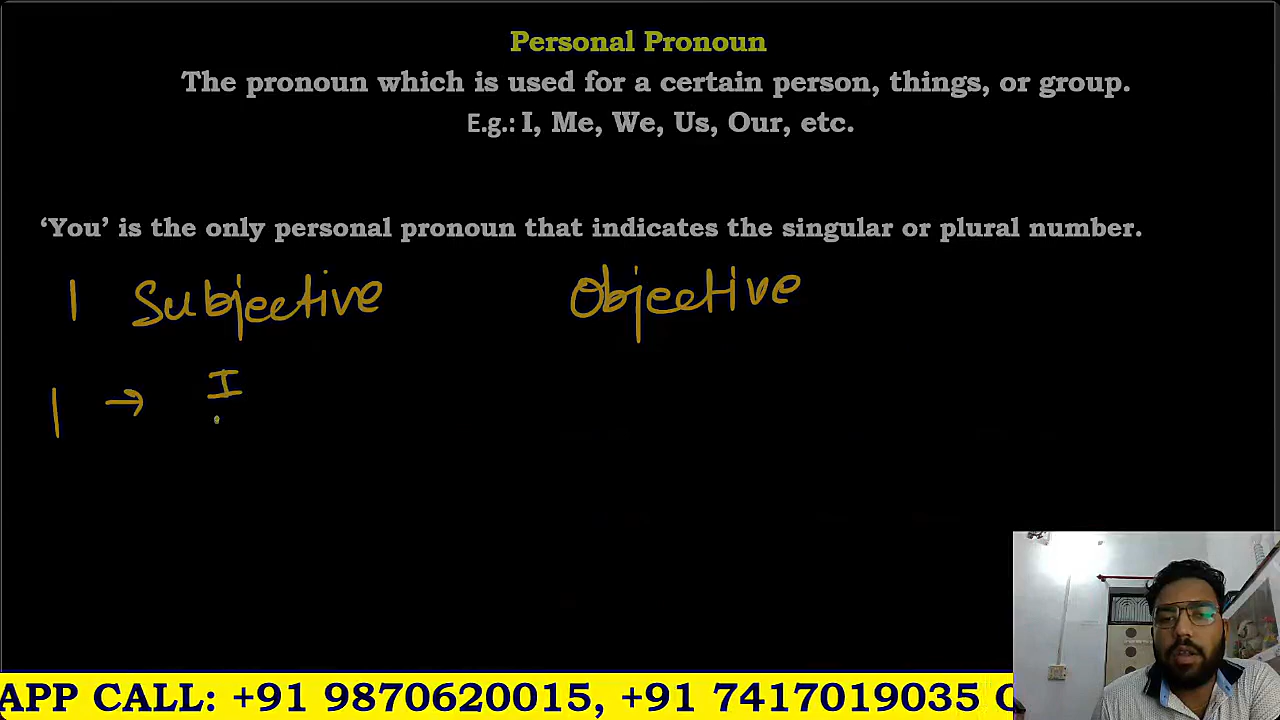 Personal Pronoun
The pronoun which is used for a certain person, things, or group.
E.g.: I, Me, We, Us, Our, etc.
‘You’ is the only personal pronoun that indicates the singular or plural number.
1 Subjective Objective
1 → I
APP CALL: +91 9870620015, +91 7417019035